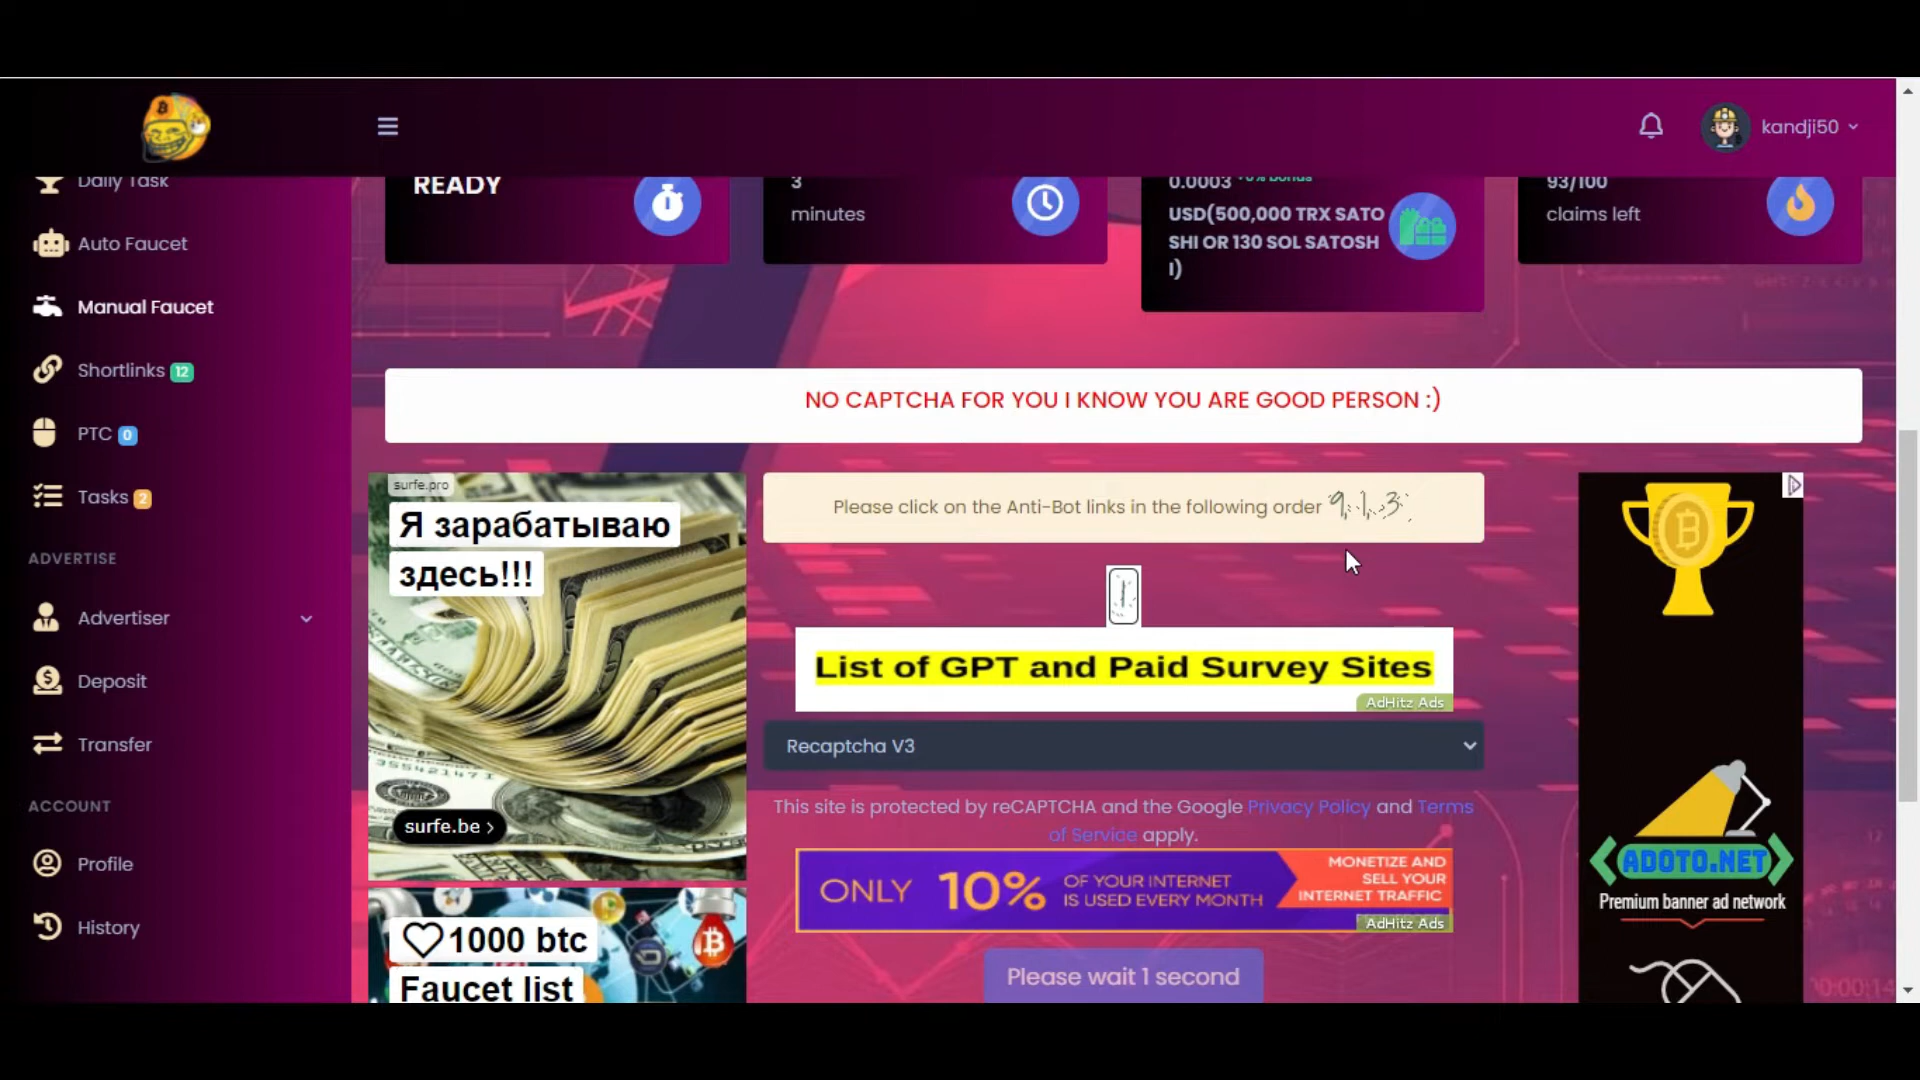 kandji50
Daily Task
Auto Faucet
Manual Faucet
Shortlinks 12
PTC 0
Tasks 2
ADVERTISE
Advertiser
Deposit
Transfer
ACCOUNT
Profile
History
READY
3
minutes
0.0003 bonus
USD(500,000 TRX SATO
SHI OR 130 SOL SATOSH
I)
93/100
claims left
NO CAPTCHA FOR YOU I KNOW YOU ARE GOOD PERSON :)
surfe.pro
Я зарабатываю
здесь!!!
surfe.be >
1000 btc
Faucet list
Please click on the Anti-Bot links in the following order 9, 1, 3
List of GPT and Paid Survey Sites
AdHitz Ads
Recaptcha V3
This site is protected by reCAPTCHA and the Google Privacy Policy and Terms
of Service apply.
ONLY 10% OF YOUR INTERNET
IS USED EVERY MONTH
MONETIZE AND
SELL YOUR
INTERNET TRAFFIC
AdHitz Ads
Please wait 1 second
ADOTO.NET
Premium banner ad network